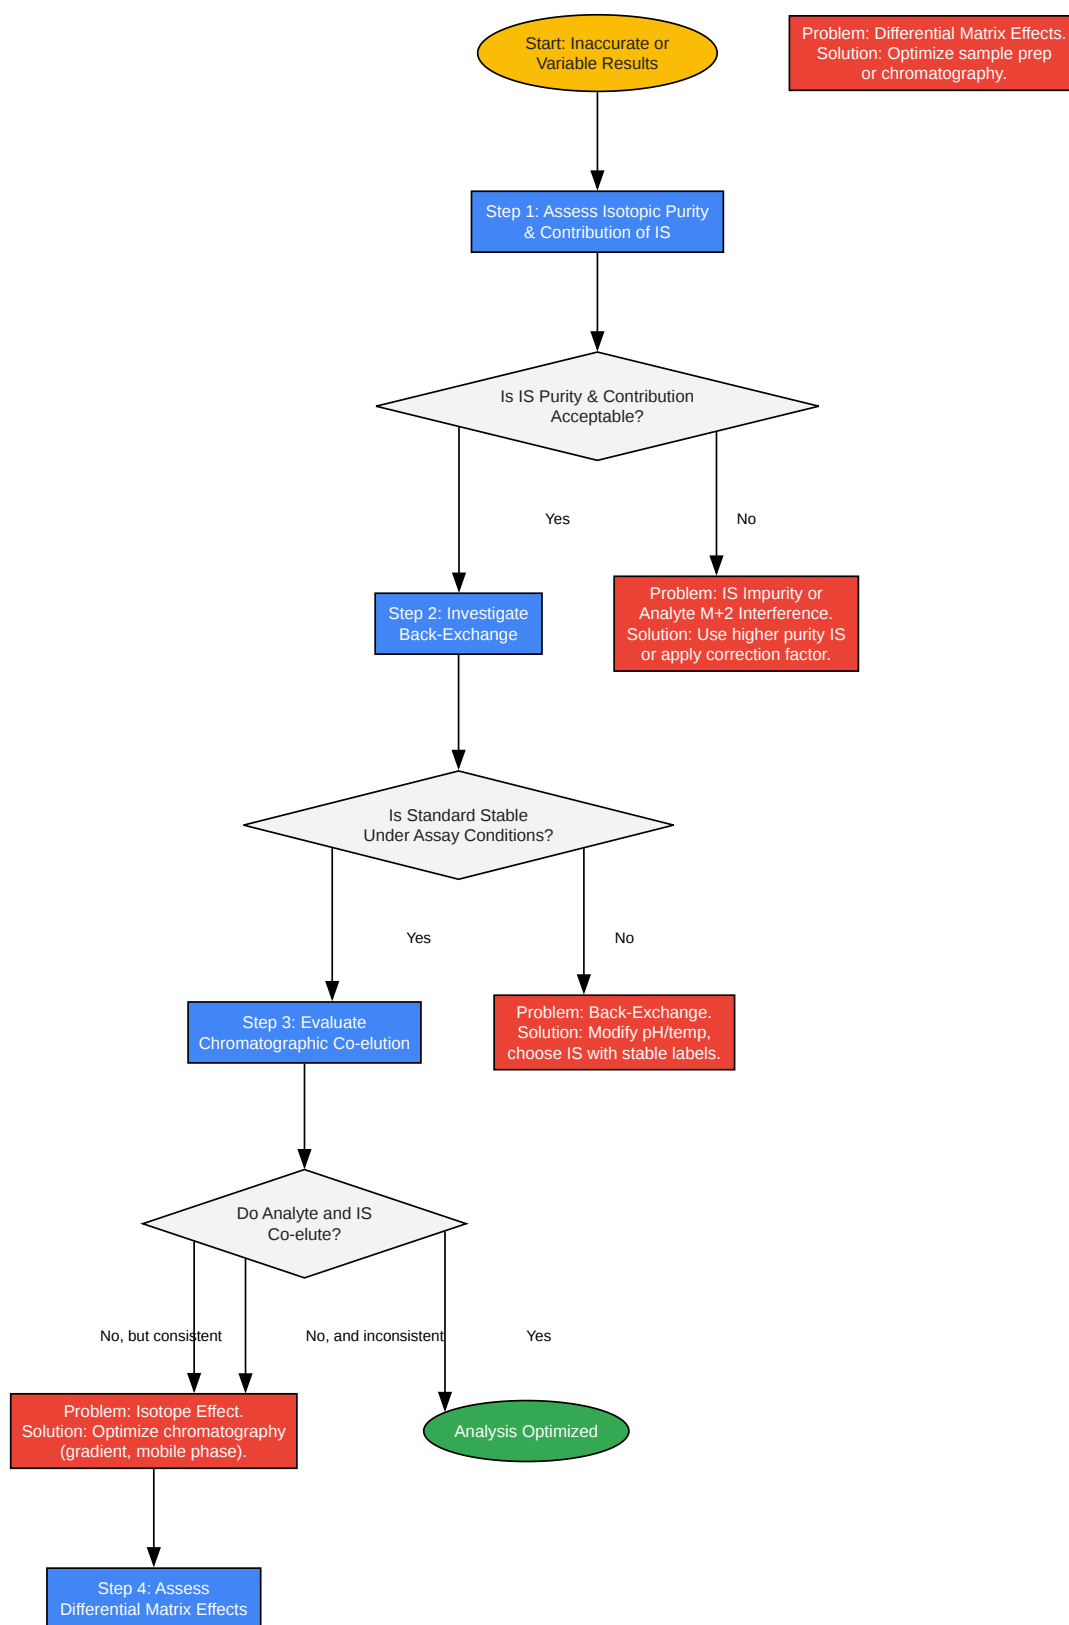 Start: Inaccurate or
Variable Results
Problem: Differential Matrix Effects.
Solution: Optimize sample prep
or chromatography.
Step 1: Assess Isotopic Purity
& Contribution of IS
Is IS Purity & Contribution
Acceptable?
Yes
No
Step 2: Investigate
Back-Exchange
Problem: IS Impurity or
Analyte M+2 Interference.
Solution: Use higher purity IS
or apply correction factor.
Is Standard Stable
Under Assay Conditions?
Yes
No
Step 3: Evaluate
Chromatographic Co-elution
Problem: Back-Exchange.
Solution: Modify pH/temp,
choose IS with stable labels.
Do Analyte and IS
Co-elute?
No, but consistent
No, and inconsistent
Yes
Problem: Isotope Effect.
Solution: Optimize chromatography
(gradient, mobile phase).
Analysis Optimized
Step 4: Assess
Differential Matrix Effects